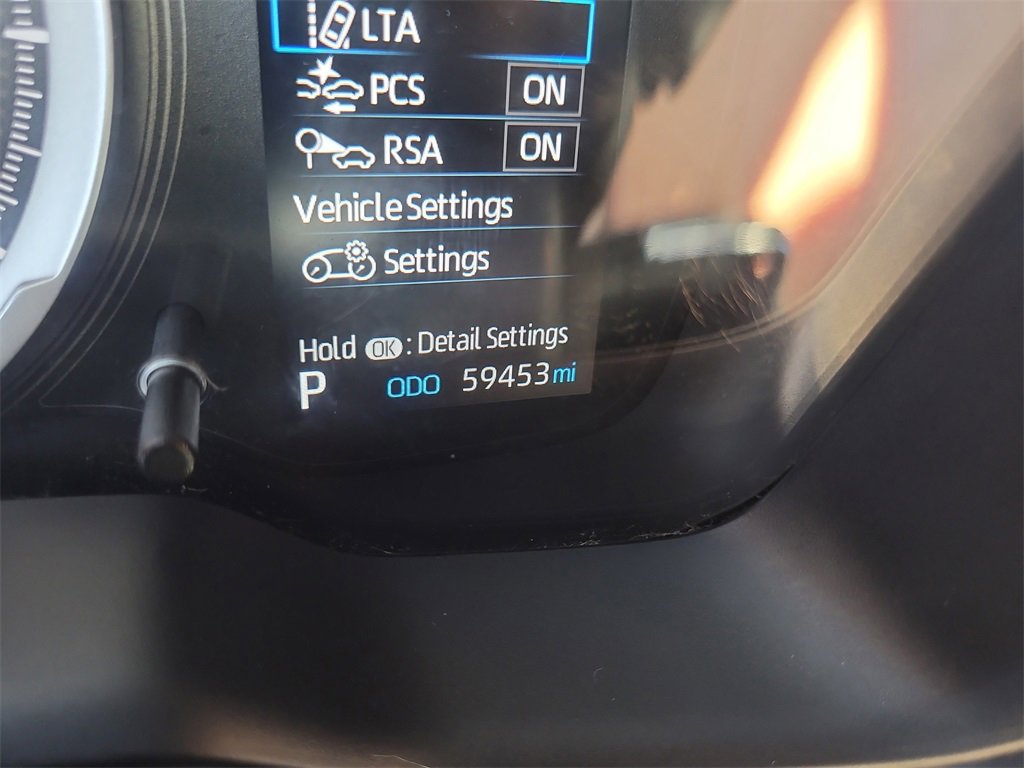 LTA
PCS ON
RSA ON
Vehicle Settings
Settings
Hold OK : Detail Settings
P ODO 59453 mi